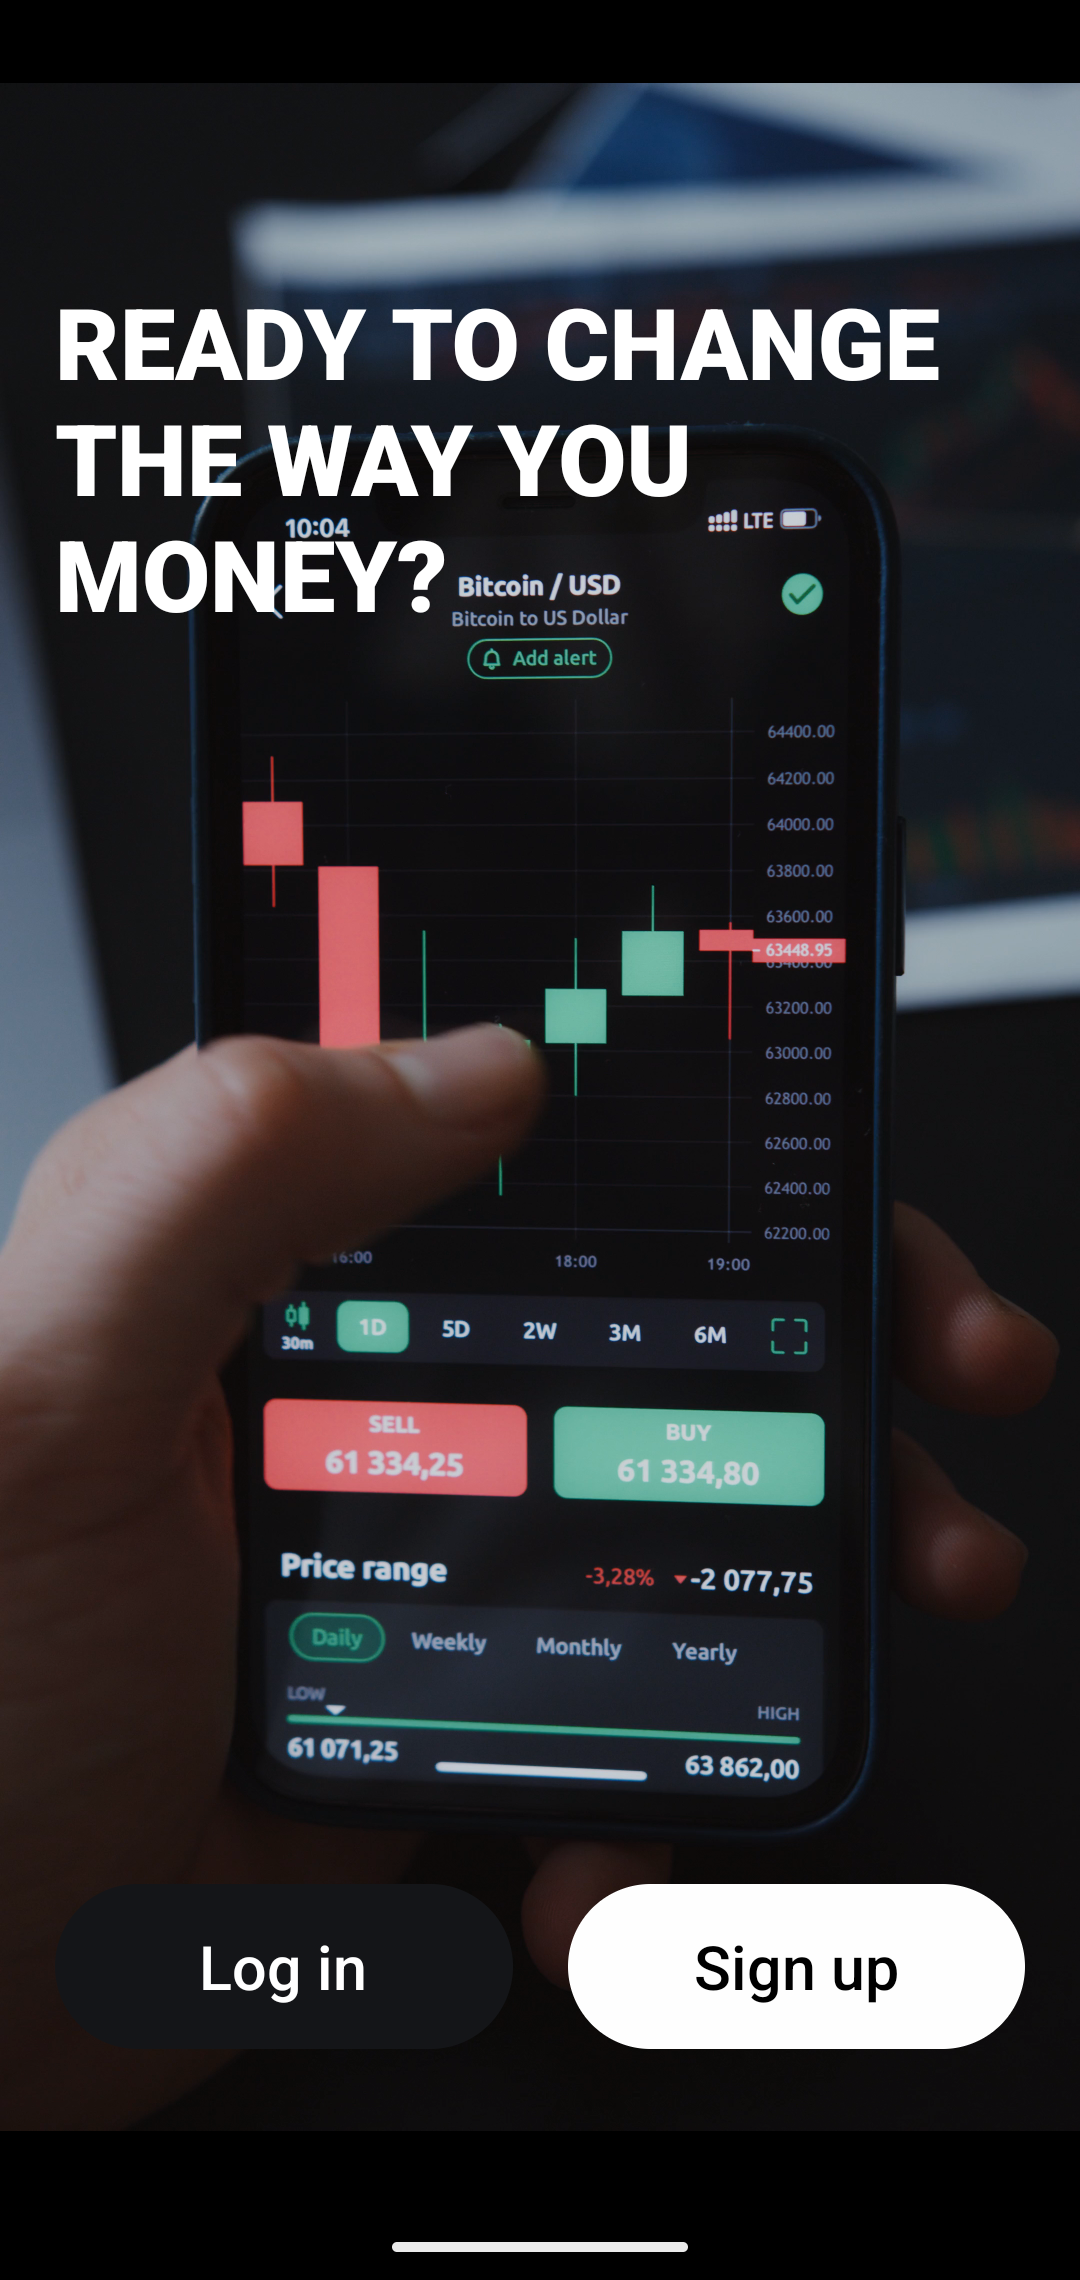 READY TO CHANGE
THE WAY YOU
MONEY?
10:04 LTE
Bitcoin / USD
Bitcoin to US Dollar
Add alert
64400.00
64200.00
64000.00
63800.00
63600.00
63448.95
63400.00
63200.00
63000.00
62800.00
62600.00
62400.00
62200.00
16:00 18:00 19:00
30m 1D 5D 2W 3M 6M
SELL BUY
61 334,25 61 334,80
Price range -3,28% -2 077,75
Daily Weekly Monthly Yearly
LOW HIGH
61 071,25 63 862,00
Log in Sign up